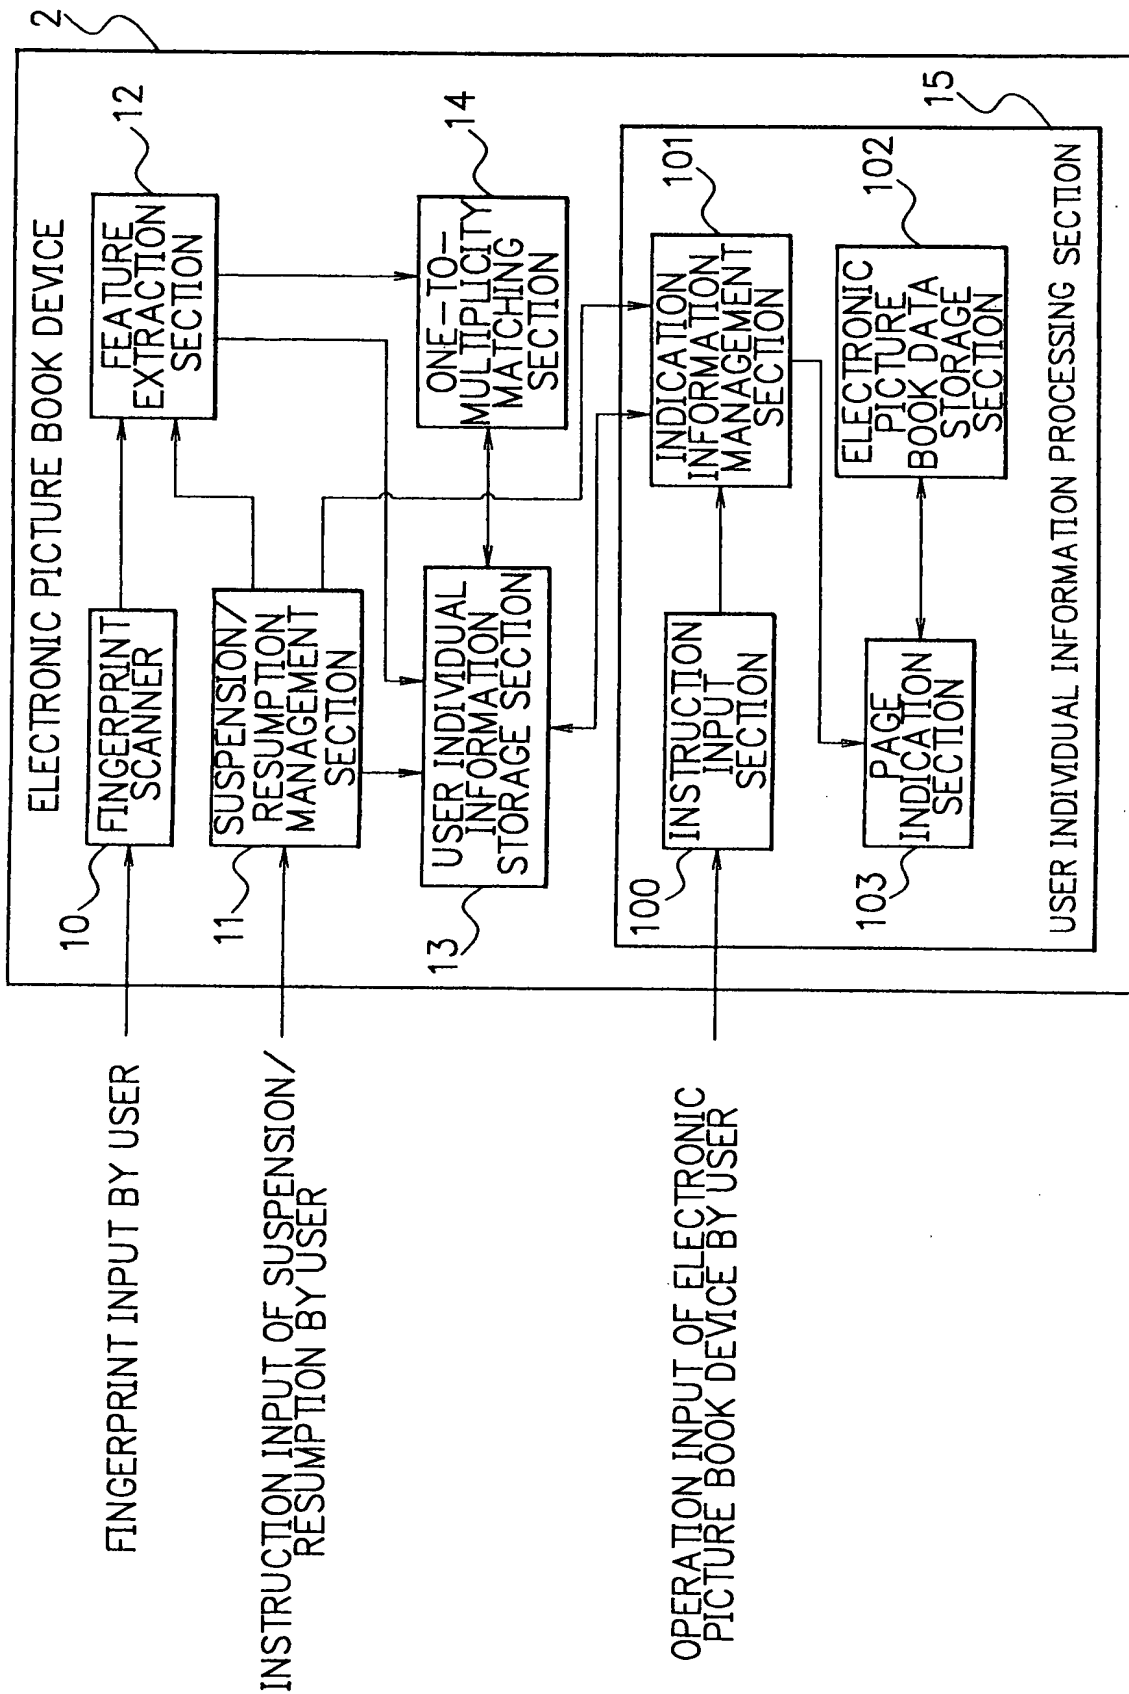 ELECTRONIC PICTURE BOOK DEVICE
2
FINGERPRINT INPUT BY USER
10
FINGERPRINT
SCANNER
FEATURE
EXTRACTION
SECTION
12
INSTRUCTION INPUT OF SUSPENSION/
RESUMPTION BY USER
11
SUSPENSION/
RESUMPTION
MANAGEMENT
SECTION
13
USER INDIVIDUAL
INFORMATION
STORAGE SECTION
ONE-TO-
MULTIPLICITY
MATCHING
SECTION
14
OPERATION INPUT OF ELECTRONIC
PICTURE BOOK DEVICE BY USER
100
INSTRUCTION
INPUT
SECTION
INDICATION
INFORMATION
MANAGEMENT
SECTION
101
103
PAGE
INDICATION
SECTION
ELECTRONIC
PICTURE
BOOK DATA
STORAGE
SECTION
102
USER INDIVIDUAL INFORMATION PROCESSING SECTION
15